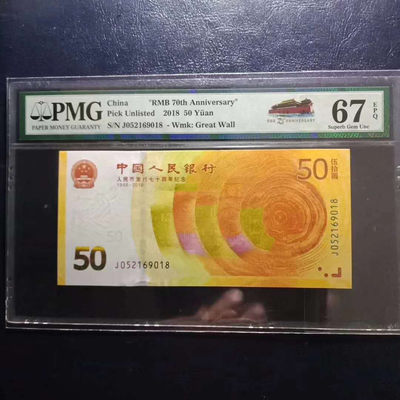 PMG
PAPER MONEY GUARANTY
China "RMB 70th Anniversary"
Pick Unlisted 2018 50 Yüan
S/N J052169018 - Wmk: Great Wall
67 EPQ
Superb Gem Unc
中国人民银行
人民币发行七十周年纪念
1948-2018
50 伍拾圆
J052169018
50
50
J052169018